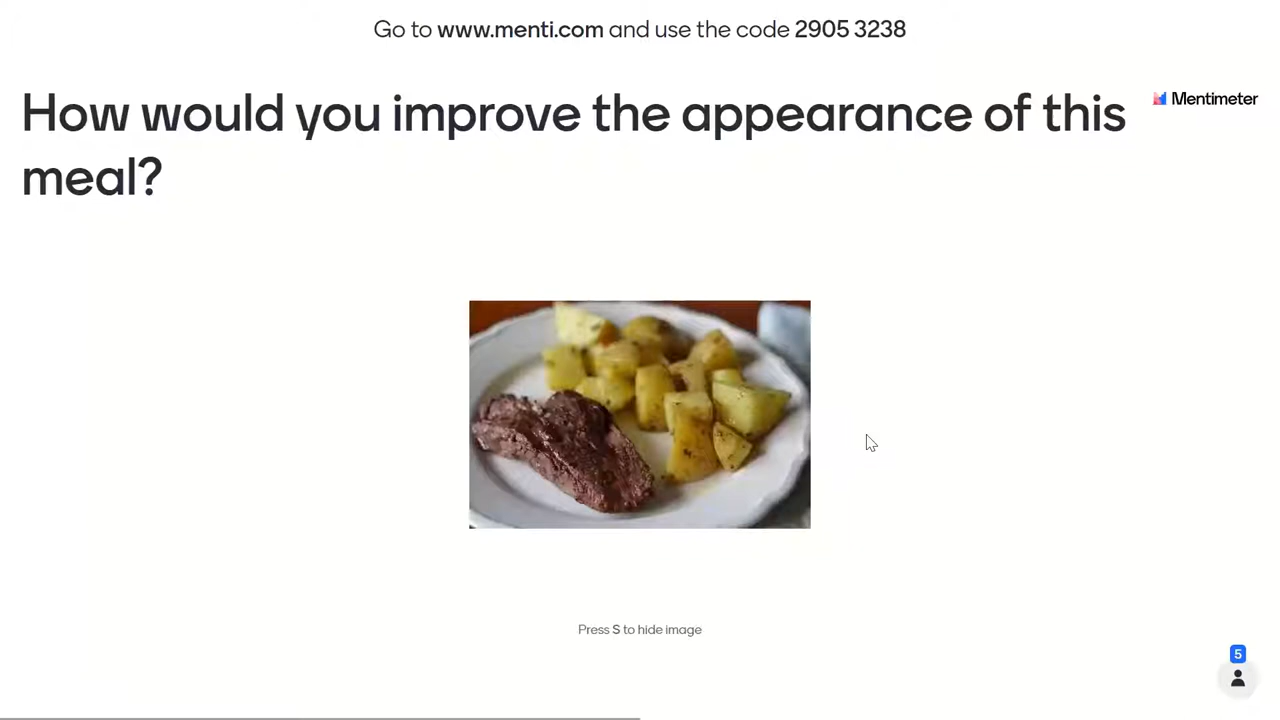 Go to www.menti.com and use the code 2905 3238
How would you improve the appearance of this
meal?
Mentimeter
Press S to hide image
5